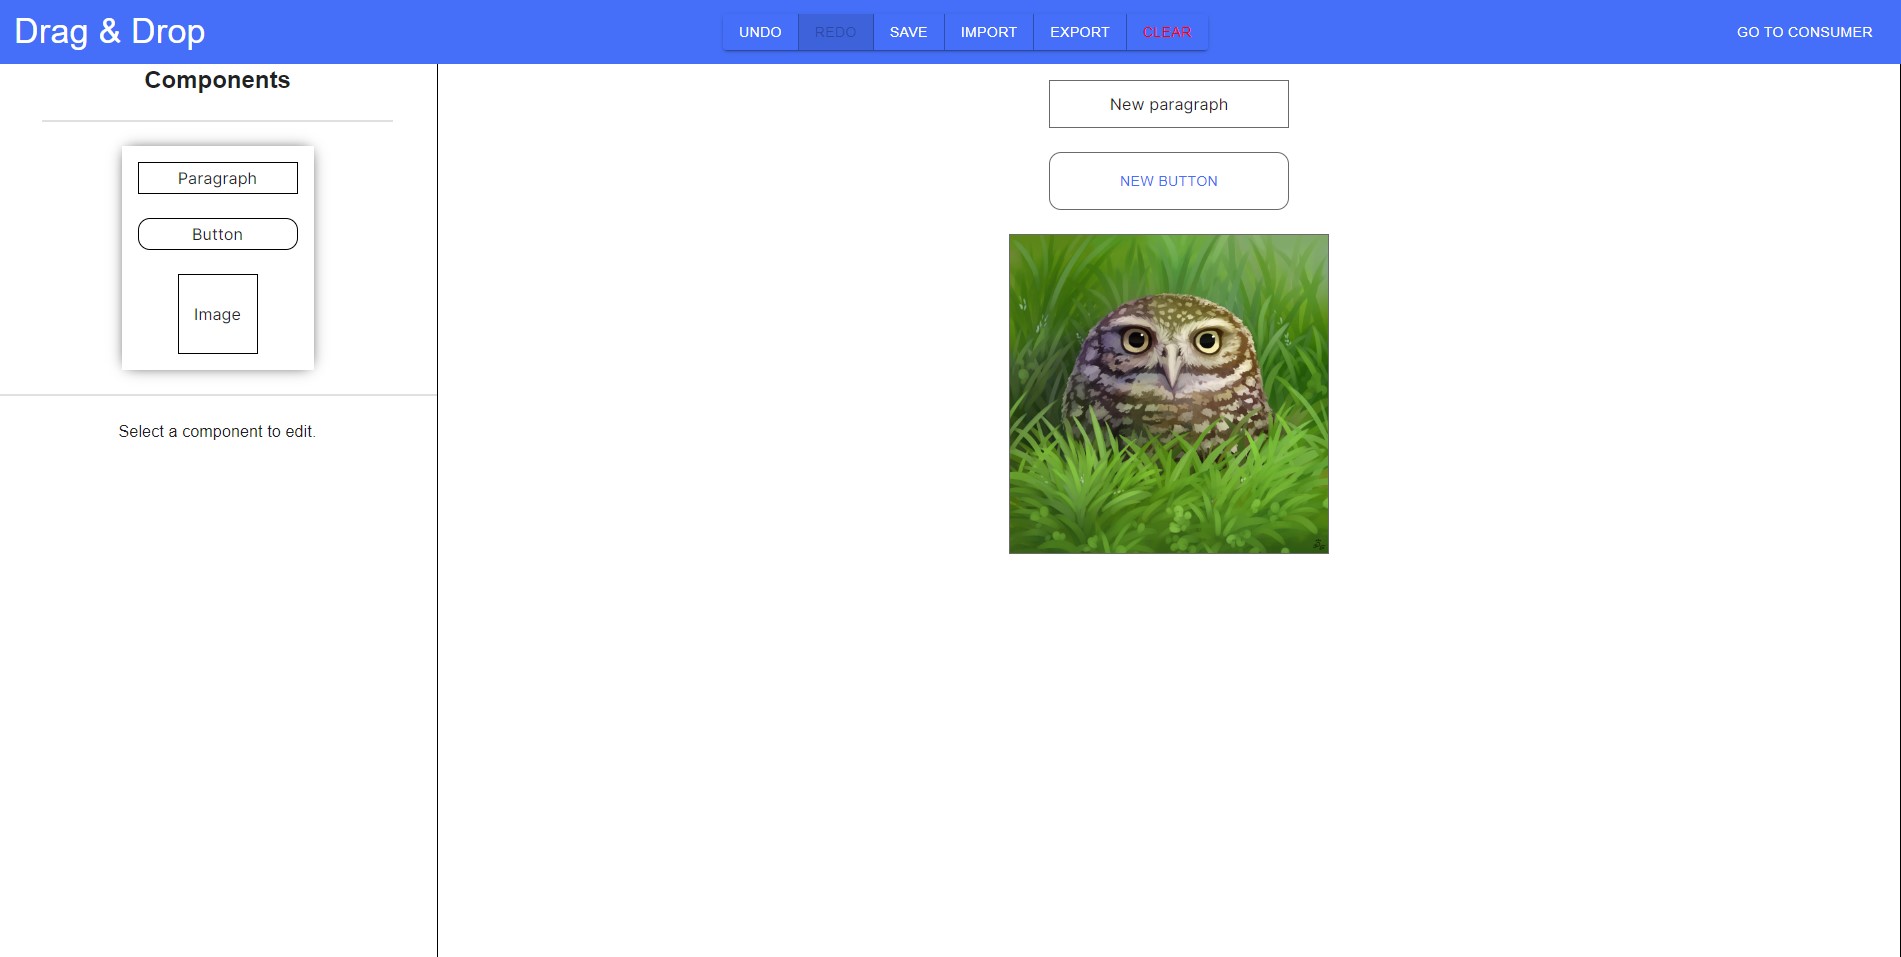 Drag & Drop
UNDO
REDO
SAVE
IMPORT
EXPORT
CLEAR
GO TO CONSUMER
Components
Paragraph
Button
Image
Select a component to edit.
New paragraph
NEW BUTTON